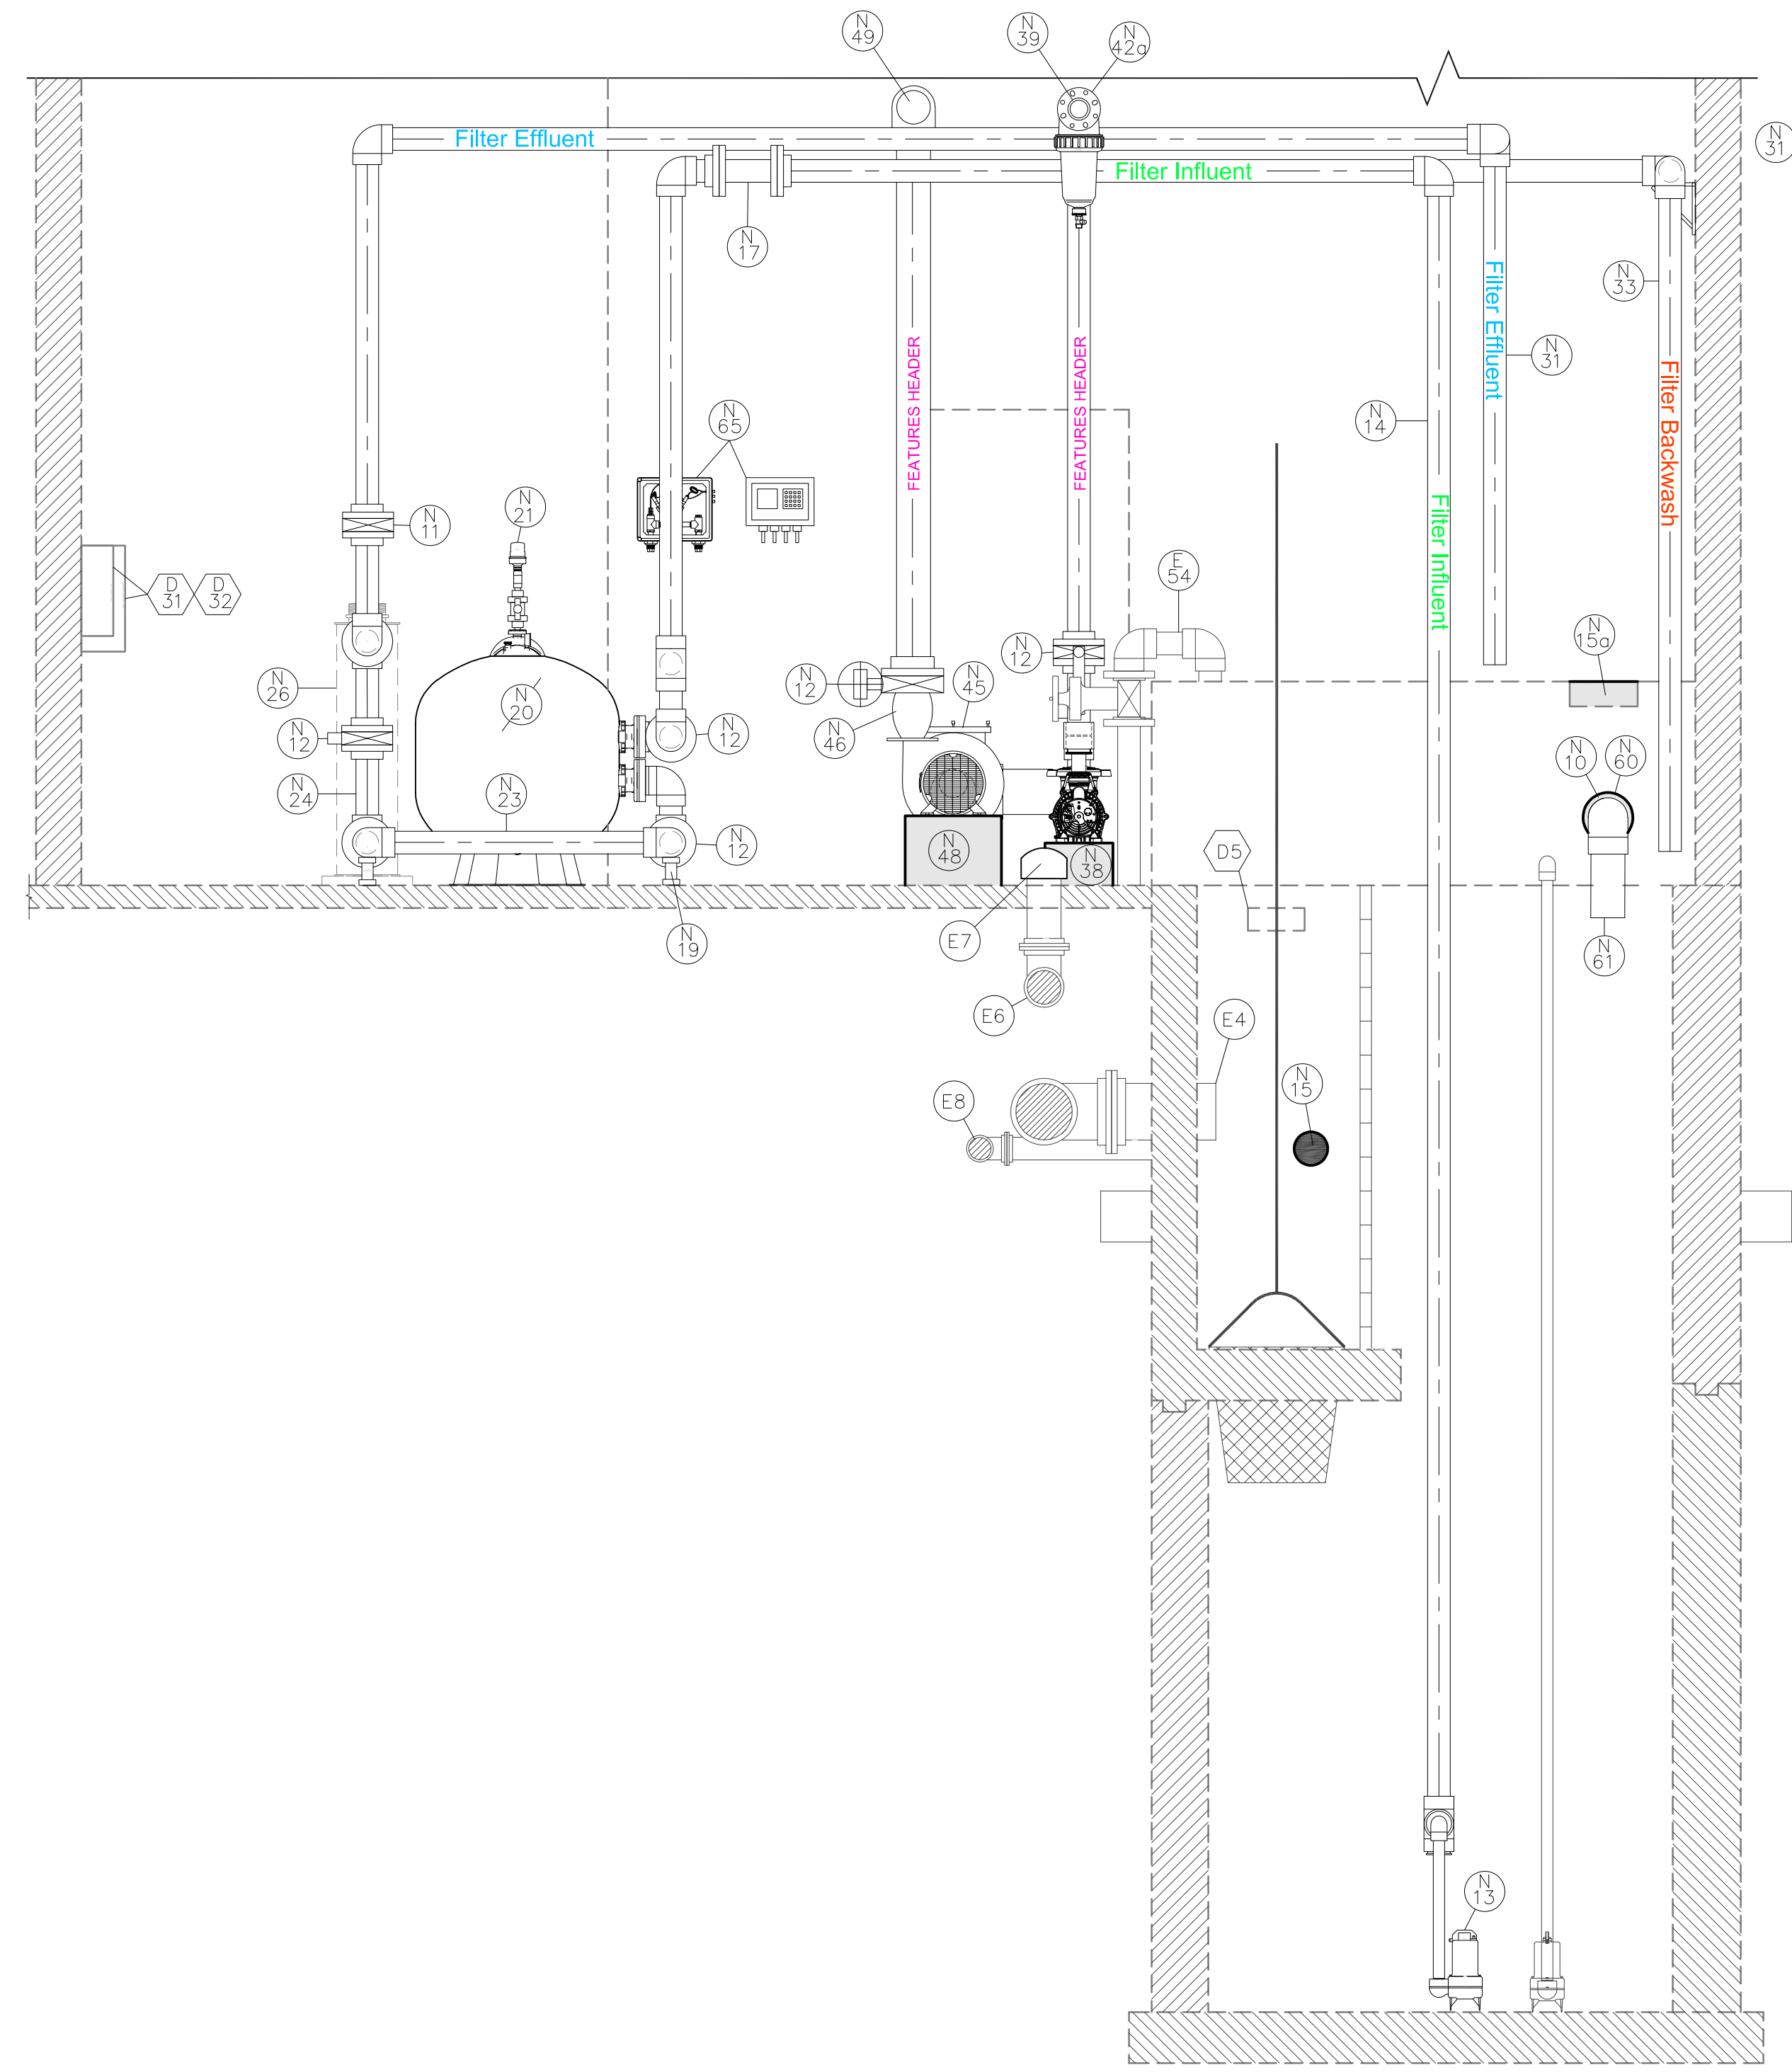 N
49
N
39
N
42a
N
31
Filter Effluent
Filter Influent
N
17
N
33
Filter Effluent
N
31
FEATURES HEADER
FEATURES HEADER
Filter Backwash
N
65
N
14
N
21
N
11
Filter Influent
E
54
D
31
D
32
N
15a
N
12
N
12
N
45
N
26
N
20
N
46
N
12
N
12
N
10
N
60
N
24
N
23
N
12
N
48
N
38
D5
N
19
E7
N
61
E6
E4
N
15
E8
N
13